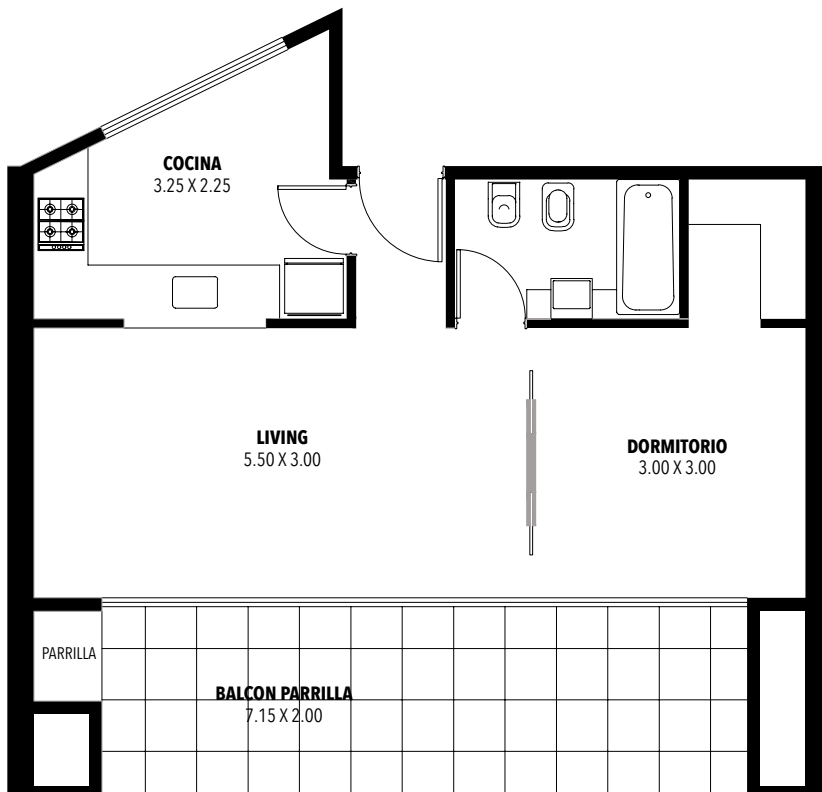 COCINA
3.25 X 2.25
LIVING
5.50 X 3.00
DORMITORIO
3.00 X 3.00
PARRILLA
BALCON PARRILLA
7.15 X 2.00